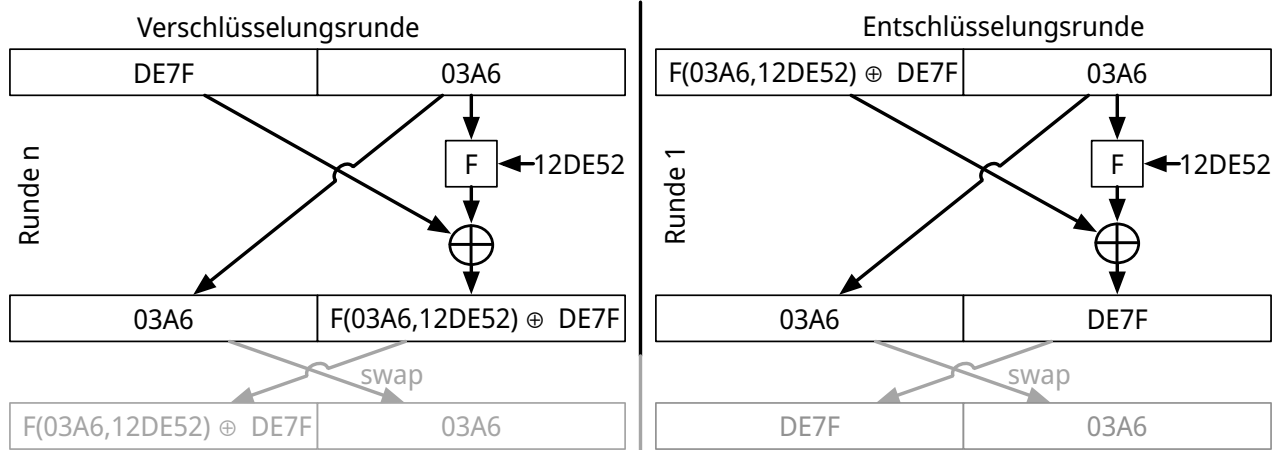 Verschlüsselungsrunde
DE7F 03A6
Runde n
F 12DE52
03A6 F(03A6,12DE52) ⊕ DE7F
swap
F(03A6,12DE52) ⊕ DE7F 03A6
Entschlüsselungsrunde
F(03A6,12DE52) ⊕ DE7F 03A6
Runde 1
F 12DE52
03A6 DE7F
swap
DE7F 03A6